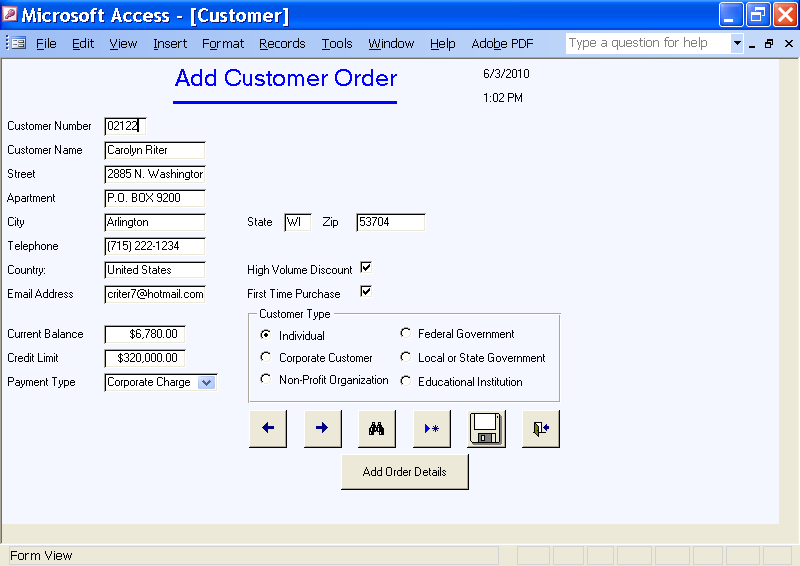 Microsoft Access - [Customer]
File Edit View Insert Format Records Tools Window Help Adobe PDF Type a question for help
Add Customer Order 6/3/2010
1:02 PM
Customer Number 02122
Customer Name Carolyn Riter
Street 2885 N. Washington
Apartment P.O. BOX 9200
City Arlington State WI Zip 53704
Telephone (715) 222-1234
Country: United States High Volume Discount
Email Address criter7@hotmail.com First Time Purchase
Customer Type
Current Balance $6,780.00 Individual Federal Government
Credit Limit $320,000.00 Corporate Customer Local or State Government
Payment Type Corporate Charge Non-Profit Organization Educational Institution
Add Order Details
Form View